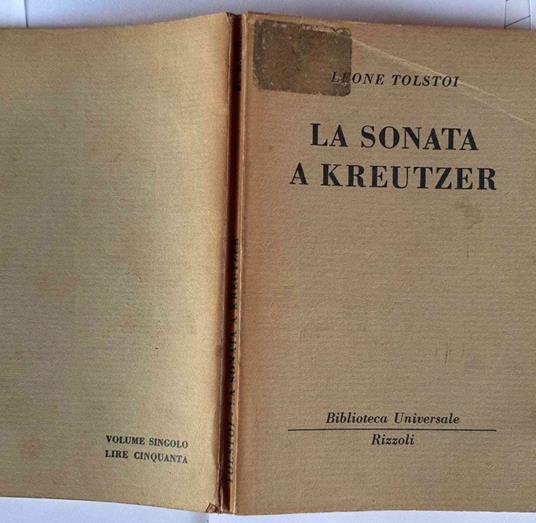 LEONE TOLSTOI
LA SONATA
A KREUTZER
Biblioteca Universale
Rizzoli
TOLSTOI - LA SONATA A KREUTZER
VOLUME SINGOLO
LIRE CINQUANTA